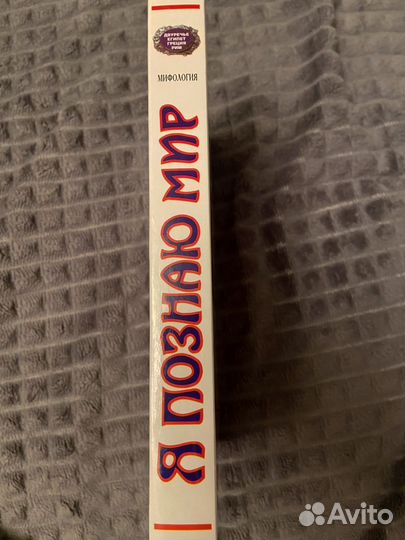 ДВУРЕЧЬЕ
ЕГИПЕТ
ГРЕЦИЯ
РИМ
МИФОЛОГИЯ
Я ПОЗНАЮ МИР
Avito